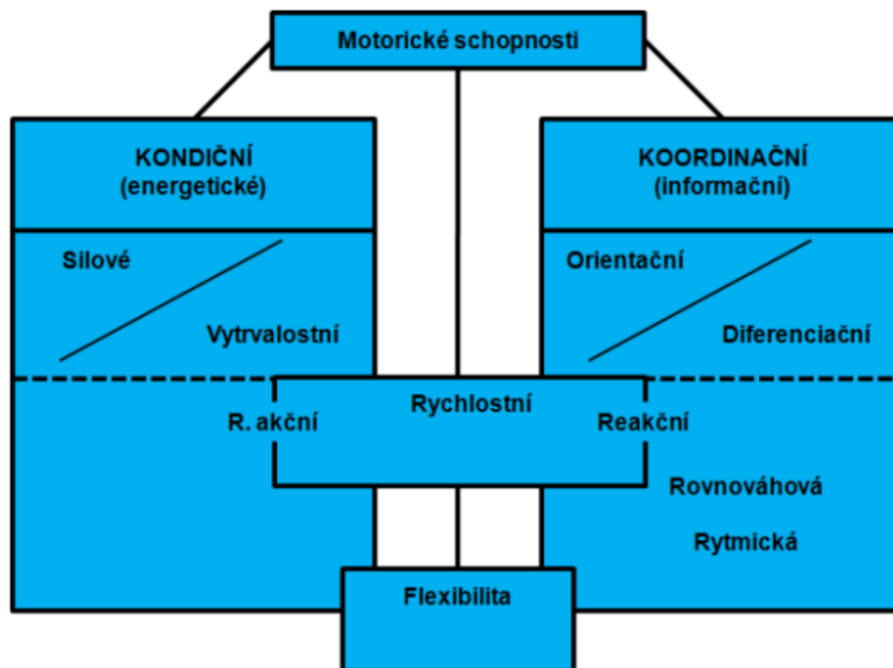 Motorické schopnosti
KONDIČNÍ
(energetické)
KOORDINAČNÍ
(informační)
Silové
Vytrvalostní
Orientační
Diferenciační
Rychlostní
R. akční
Reakční
Rovnováhová
Rytmická
Flexibilita